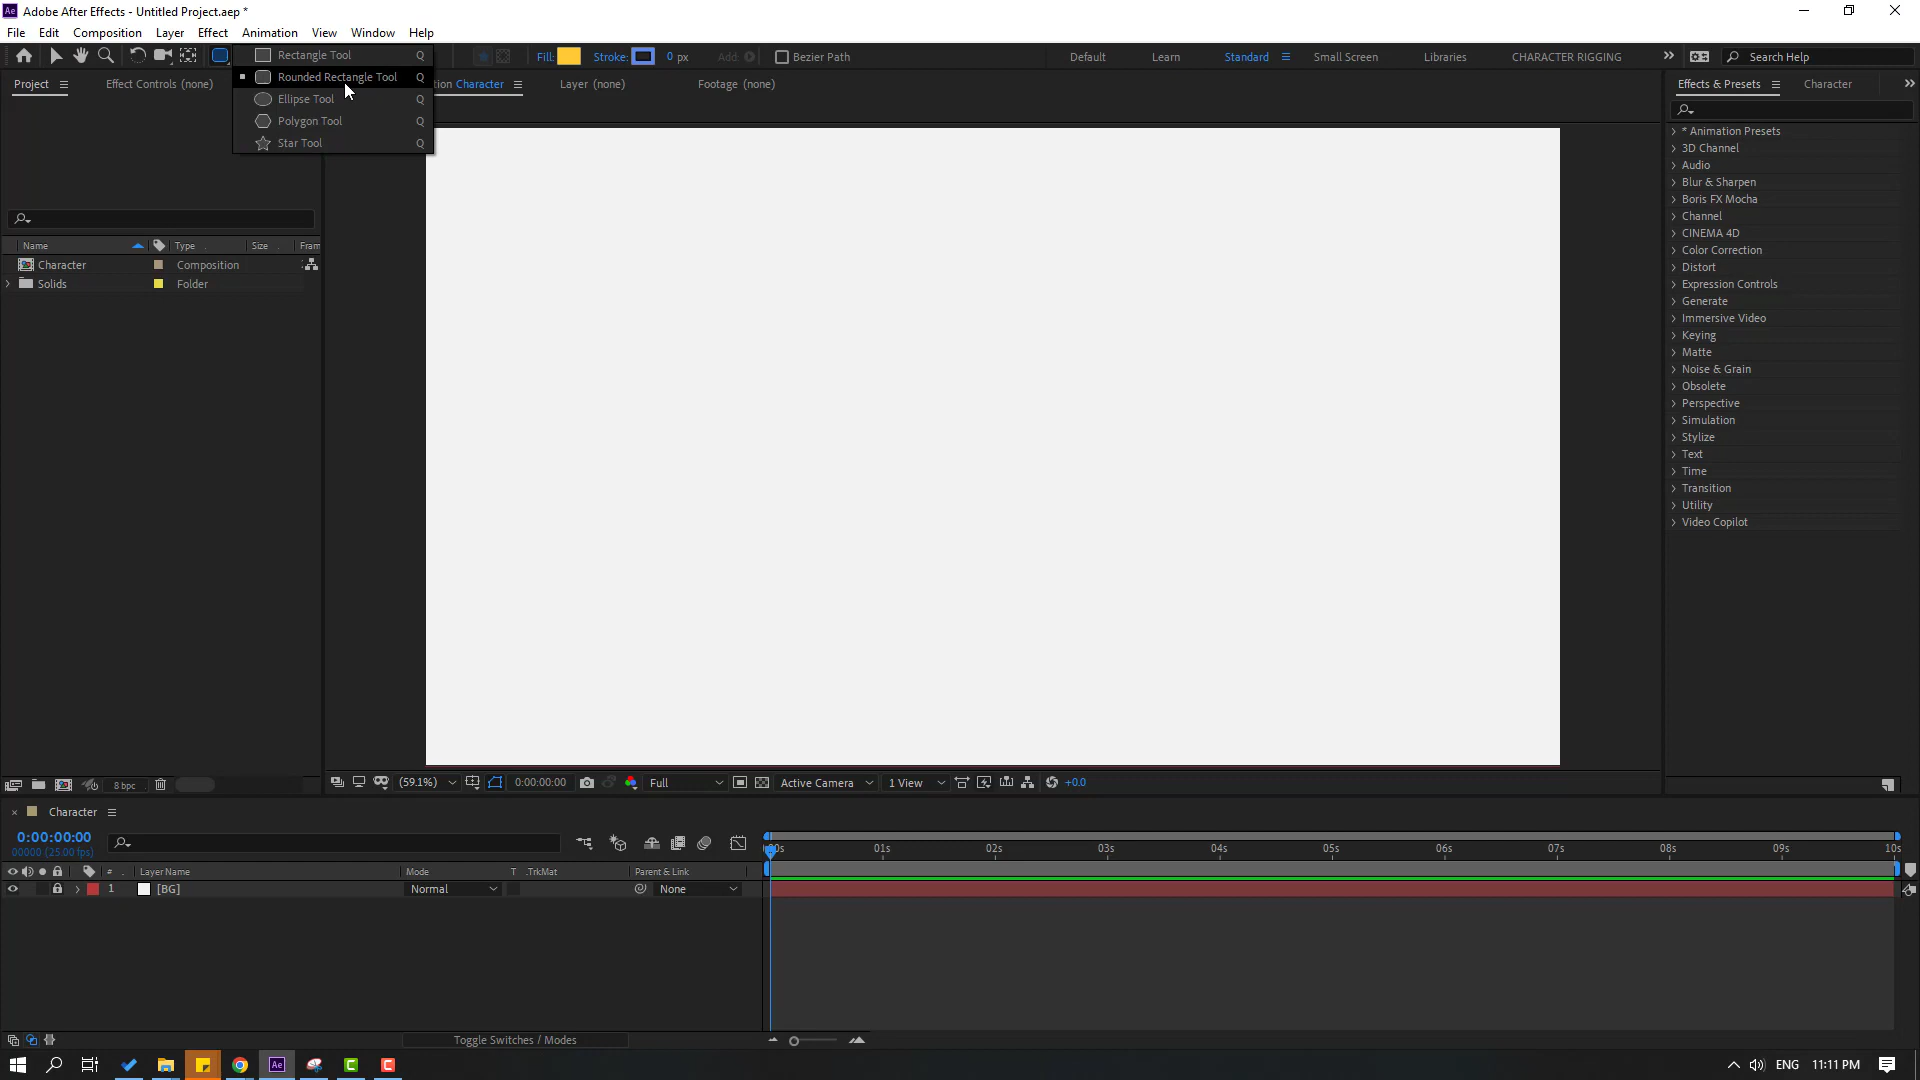 Adobe After Effects - Untitled Project.aep *
File Edit Composition Layer Effect Animation View Window Help
Fill: Stroke: 0 px Add: Bezier Path Default Learn Standard Small Screen Libraries CHARACTER RIGGING Search Help
Rectangle Tool Q
Rounded Rectangle Tool Q
Ellipse Tool Q
Polygon Tool Q
Star Tool Q
Project Effect Controls (none) tion Character Layer (none) Footage (none) Effects & Presets Character
Name Type Size Fram
Character Composition
Solids Folder
* Animation Presets
3D Channel
Audio
Blur & Sharpen
Boris FX Mocha
Channel
CINEMA 4D
Color Correction
Distort
Expression Controls
Generate
Immersive Video
Keying
Matte
Noise & Grain
Obsolete
Perspective
Simulation
Stylize
Text
Time
Transition
Utility
Video Copilot
8 bpc (59.1%) 0:00:00:00 Full Active Camera 1 View +0.0
Character
0:00:00:00
00000 (25.00 fps)
00s 01s 02s 03s 04s 05s 06s 07s 08s 09s 10s
# Layer Name Mode T .TrkMat Parent & Link
1 [BG] Normal None
Toggle Switches / Modes
Ae ENG 11:11 PM